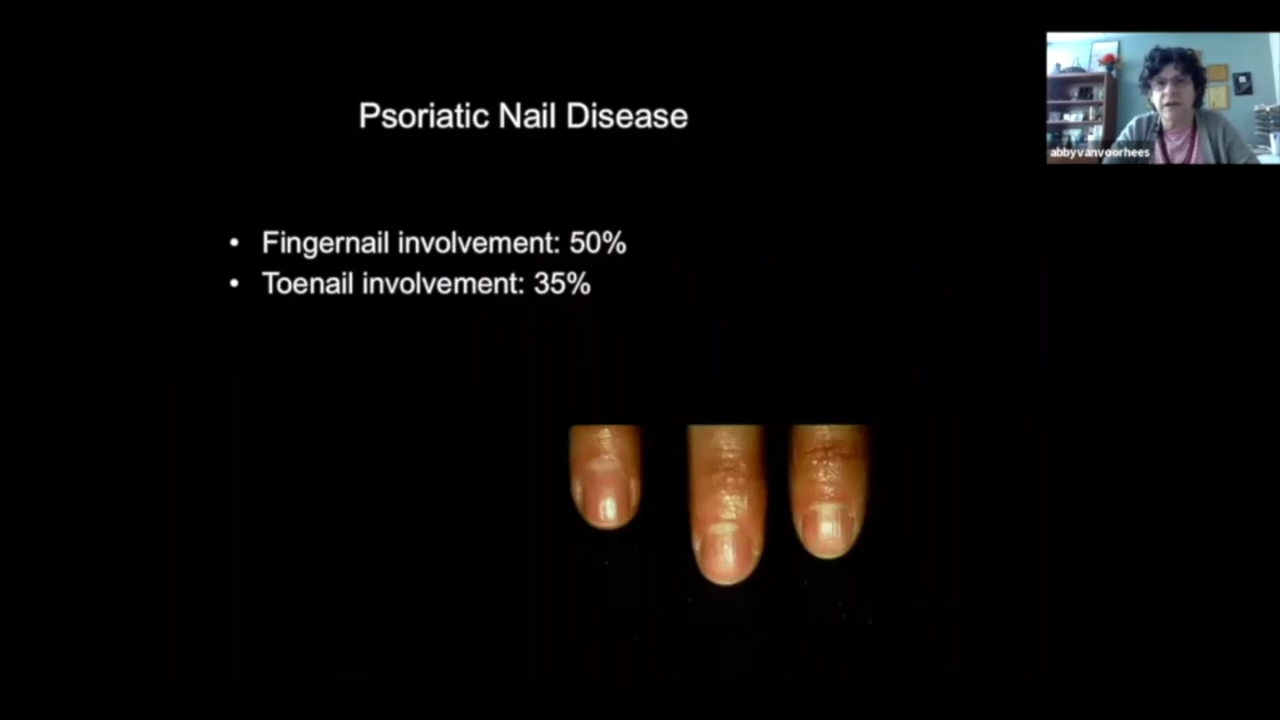 Psoriatic Nail Disease
abbyvanvoorhees
• Fingernail involvement: 50%
• Toenail involvement: 35%